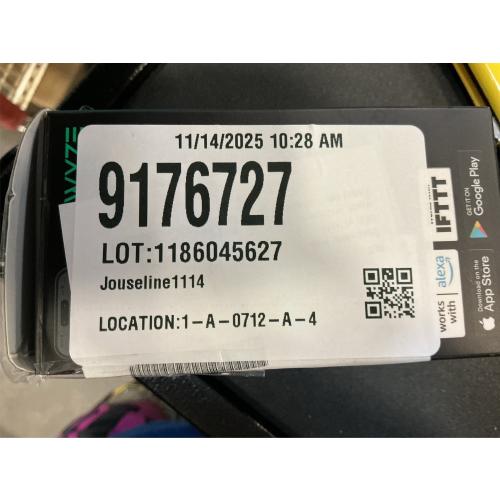 11/14/2025 10:28 AM
9176727
LOT:1186045627
Jouseline1114
LOCATION:1-A-0712-A-4
WYZE
IFTTT
works
with
alexa
GET IT ON
Google Play
Download on the
App Store